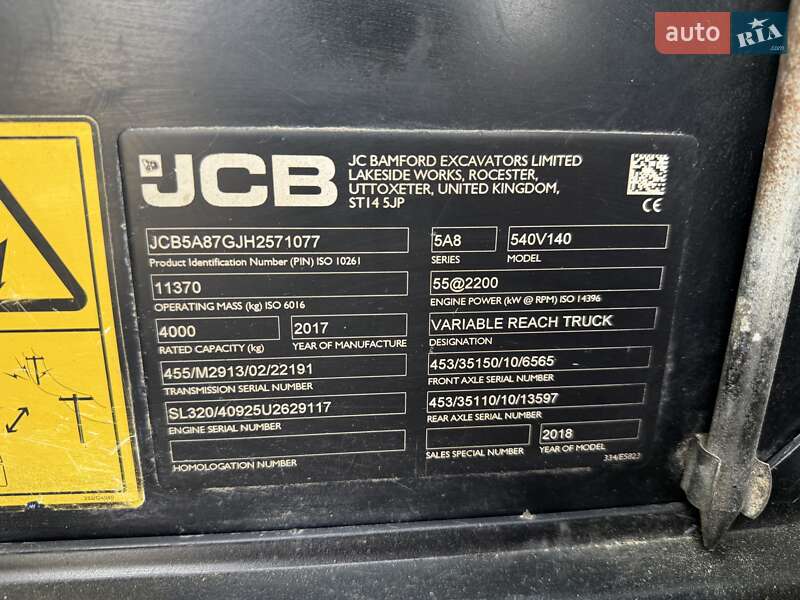 auto RIA.com
JCB
JC BAMFORD EXCAVATORS LIMITED
LAKESIDE WORKS, ROCESTER,
UTTOXETER, UNITED KINGDOM,
ST14 5JP
CE
JCB5A87GJH2571077
Product Identification Number (PIN) ISO 10261
5A8
SERIES
540V140
MODEL
11370
OPERATING MASS (kg) ISO 6016
55@2200
ENGINE POWER (kW @ RPM) ISO 14396
4000
RATED CAPACITY (kg)
2017
YEAR OF MANUFACTURE
VARIABLE REACH TRUCK
DESIGNATION
455/M2913/02/22191
TRANSMISSION SERIAL NUMBER
453/35150/10/6565
FRONT AXLE SERIAL NUMBER
SL320/40925U2629117
ENGINE SERIAL NUMBER
453/35110/10/13597
REAR AXLE SERIAL NUMBER
HOMOLOGATION NUMBER
SALES SPECIAL NUMBER
2018
YEAR OF MODEL
334/E5823